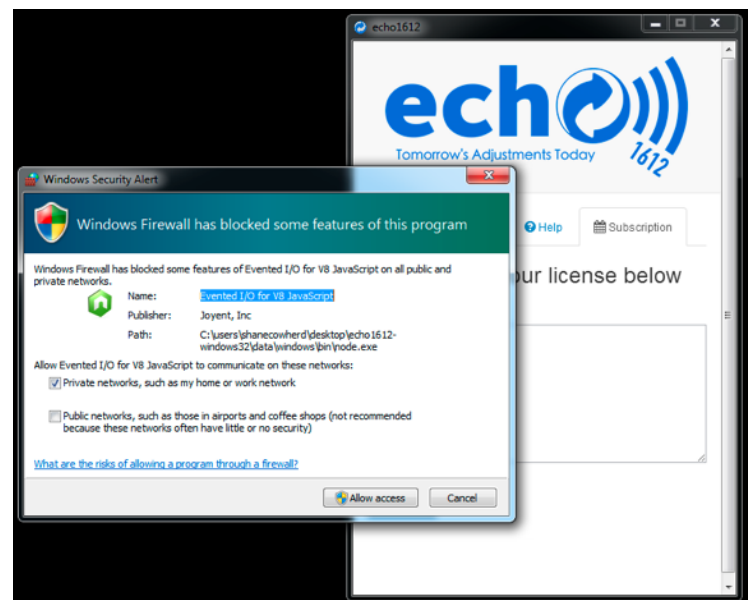 echo1612
echo
Tomorrow's Adjustments Today
1612
Help
Subscription
our license below
Windows Security Alert
Windows Firewall has blocked some features of this program
Windows Firewall has blocked some features of Evented I/O for V8 JavaScript on all public and
private networks.
Name: Evented I/O for V8 JavaScript
Publisher: Joyent, Inc
Path: C:\users\shanecowherd\desktop\echo1612-
windows32\data\windows\bin\node.exe
Allow Evented I/O for V8 JavaScript to communicate on these networks:
Private networks, such as my home or work network
Public networks, such as those in airports and coffee shops (not recommended
because these networks often have little or no security)
What are the risks of allowing a program through a firewall?
Allow access
Cancel